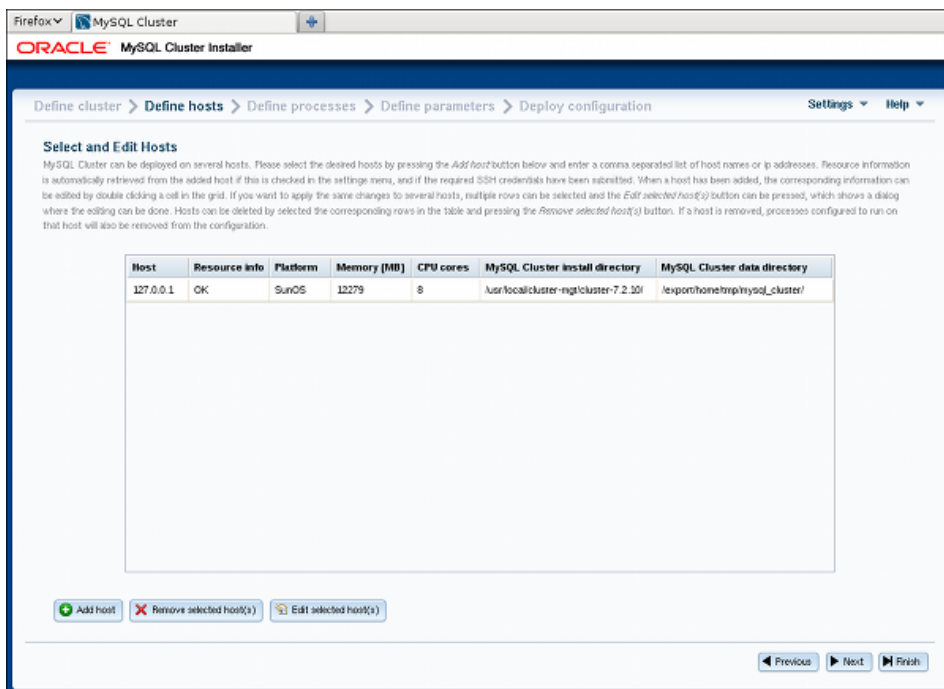 Firefox MySQL Cluster
ORACLE MySQL Cluster Installer
Define cluster Define hosts Define processes Define parameters Deploy configuration Settings Help
Select and Edit Hosts
MySQL Cluster can be deployed on several hosts. Please select the desired hosts by pressing the Add host button below and enter a comma separated list of host names or ip addresses. Resource information
is automatically retrieved from the added host if this is checked in the settings menu, and if the required SSH credentials have been submitted. When a host has been added, the corresponding information can
be edited by double clicking a cell in the grid. If you want to apply the same changes to several hosts, multiple rows can be selected and the Edit selected host(s) button can be pressed, which shows a dialog
where the editing can be done. Hosts can be deleted by selected the corresponding rows in the table and pressing the Remove selected host(s) button. If a host is removed, processes configured to run on
that host will also be removed from the configuration.
Host Resource info Platform Memory [MB] CPU cores MySQL Cluster install directory MySQL Cluster data directory
127.0.0.1 OK SunOS 12279 8 /usr/local/cluster-mgt/cluster-7.2.10/ /export/home/tmp/mysql_cluster/
Add host Remove selected host(s) Edit selected host(s)
Previous Next Finish